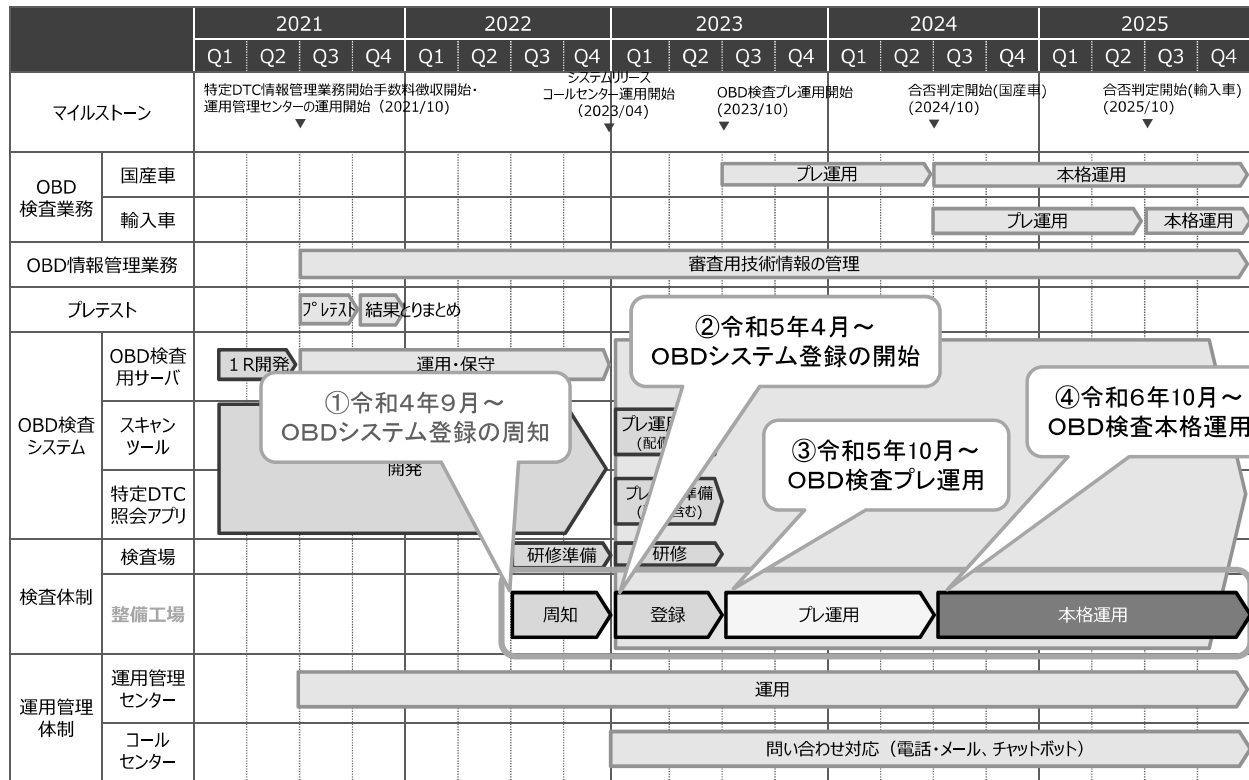 2021 2022 2023 2024 2025
Q1 Q2 Q3 Q4 Q1 Q2 Q3 Q4 Q1 Q2 Q3 Q4 Q1 Q2 Q3 Q4 Q1 Q2 Q3 Q4
マイルストーン
特定DTC情報管理業務開始手数料徴収開始・
運用管理センターの運用開始（2021/10）
システムリリース
コールセンター運用開始
(2023/04)
OBD検査プレ運用開始
(2023/10)
合否判定開始(国産車)
(2024/10)
合否判定開始(輸入車)
(2025/10)
OBD
検査業務
国産車
プレ運用
本格運用
輸入車
プレ運用
本格運用
OBD情報管理業務
審査用技術情報の管理
プレテスト
プレテスト
結果とりまとめ
OBD検査
システム
OBD検査
用サーバ
１R開発
運用・保守
スキャン
ツール
開発
プレ運用
(配備
特定DTC
照会アプリ
プレ
準備
含む)
①令和4年9月～
OBDシステム登録の周知
②令和5年4月～
OBDシステム登録の開始
③令和5年10月～
OBD検査プレ運用
④令和6年10月～
OBD検査本格運用
検査体制
検査場
研修準備
研修
整備工場
周知
登録
プレ運用
本格運用
運用管理
体制
運用管理
センター
運用
コール
センター
問い合わせ対応（電話・メール、チャットボット）